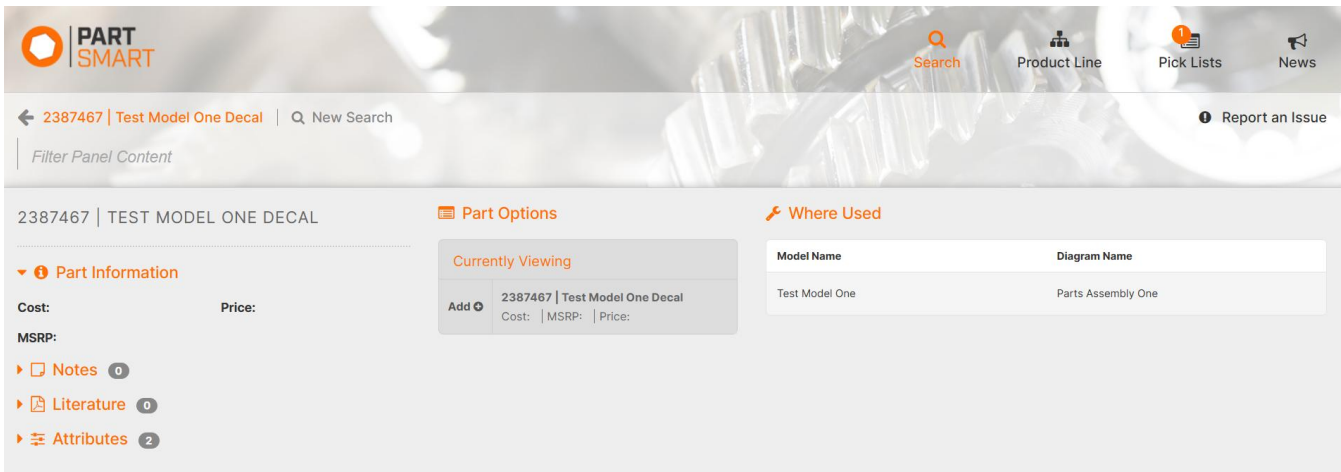 PART
SMART
Search
Product Line
1
Pick Lists
News
2387467 | Test Model One Decal | New Search
Report an Issue
Filter Panel Content
2387467 | TEST MODEL ONE DECAL
Part Information
Cost: Price:
MSRP:
Notes 0
Literature 0
Attributes 2
Part Options
Currently Viewing
Add
2387467 | Test Model One Decal
Cost: | MSRP: | Price:
Where Used
Model Name Diagram Name
Test Model One Parts Assembly One